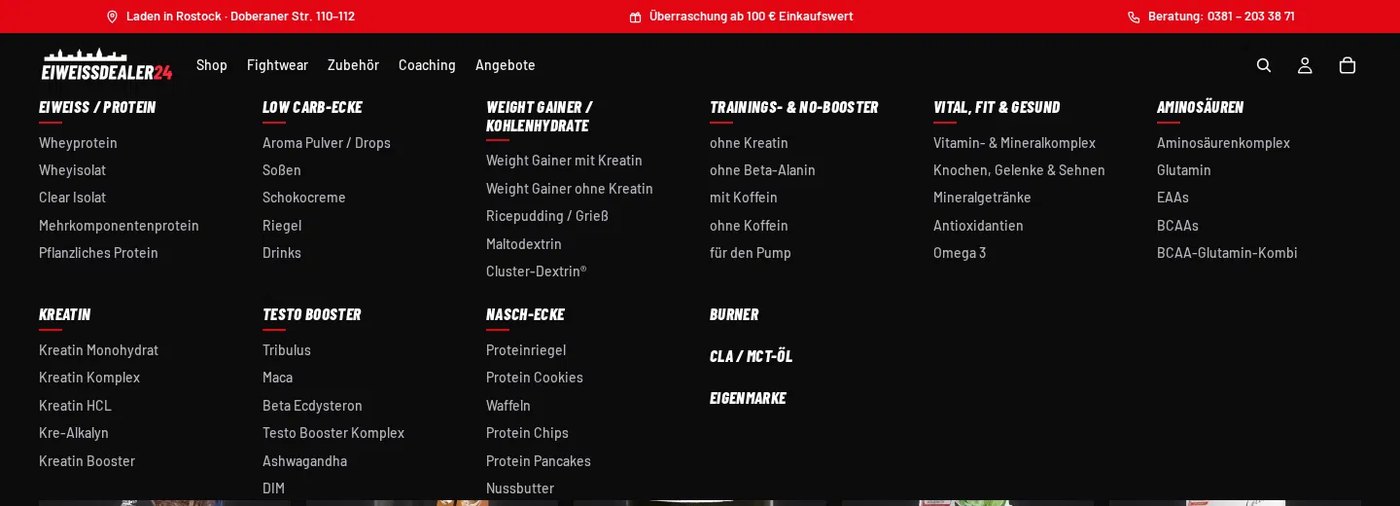 Laden in Rostock · Doberaner Str. 110–112
Überraschung ab 100 € Einkaufswert
Beratung: 0381 – 203 38 71
EIWEISSDEALER24
Shop
Fightwear
Zubehör
Coaching
Angebote
EIWEISS / PROTEIN
Wheyprotein
Wheyisolat
Clear Isolat
Mehrkomponentenprotein
Pflanzliches Protein
LOW CARB-ECKE
Aroma Pulver / Drops
Soßen
Schokocreme
Riegel
Drinks
WEIGHT GAINER /
KOHLENHYDRATE
Weight Gainer mit Kreatin
Weight Gainer ohne Kreatin
Ricepudding / Grieß
Maltodextrin
Cluster-Dextrin®
TRAININGS- & NO-BOOSTER
ohne Kreatin
ohne Beta-Alanin
mit Koffein
ohne Koffein
für den Pump
VITAL, FIT & GESUND
Vitamin- & Mineralkomplex
Knochen, Gelenke & Sehnen
Mineralgetränke
Antioxidantien
Omega 3
AMINOSÄUREN
Aminosäurenkomplex
Glutamin
EAAs
BCAAs
BCAA-Glutamin-Kombi
KREATIN
Kreatin Monohydrat
Kreatin Komplex
Kreatin HCL
Kre-Alkalyn
Kreatin Booster
TESTO BOOSTER
Tribulus
Maca
Beta Ecdysteron
Testo Booster Komplex
Ashwagandha
DIM
NASCH-ECKE
Proteinriegel
Protein Cookies
Waffeln
Protein Chips
Protein Pancakes
Nussbutter
BURNER
CLA / MCT-ÖL
EIGENMARKE